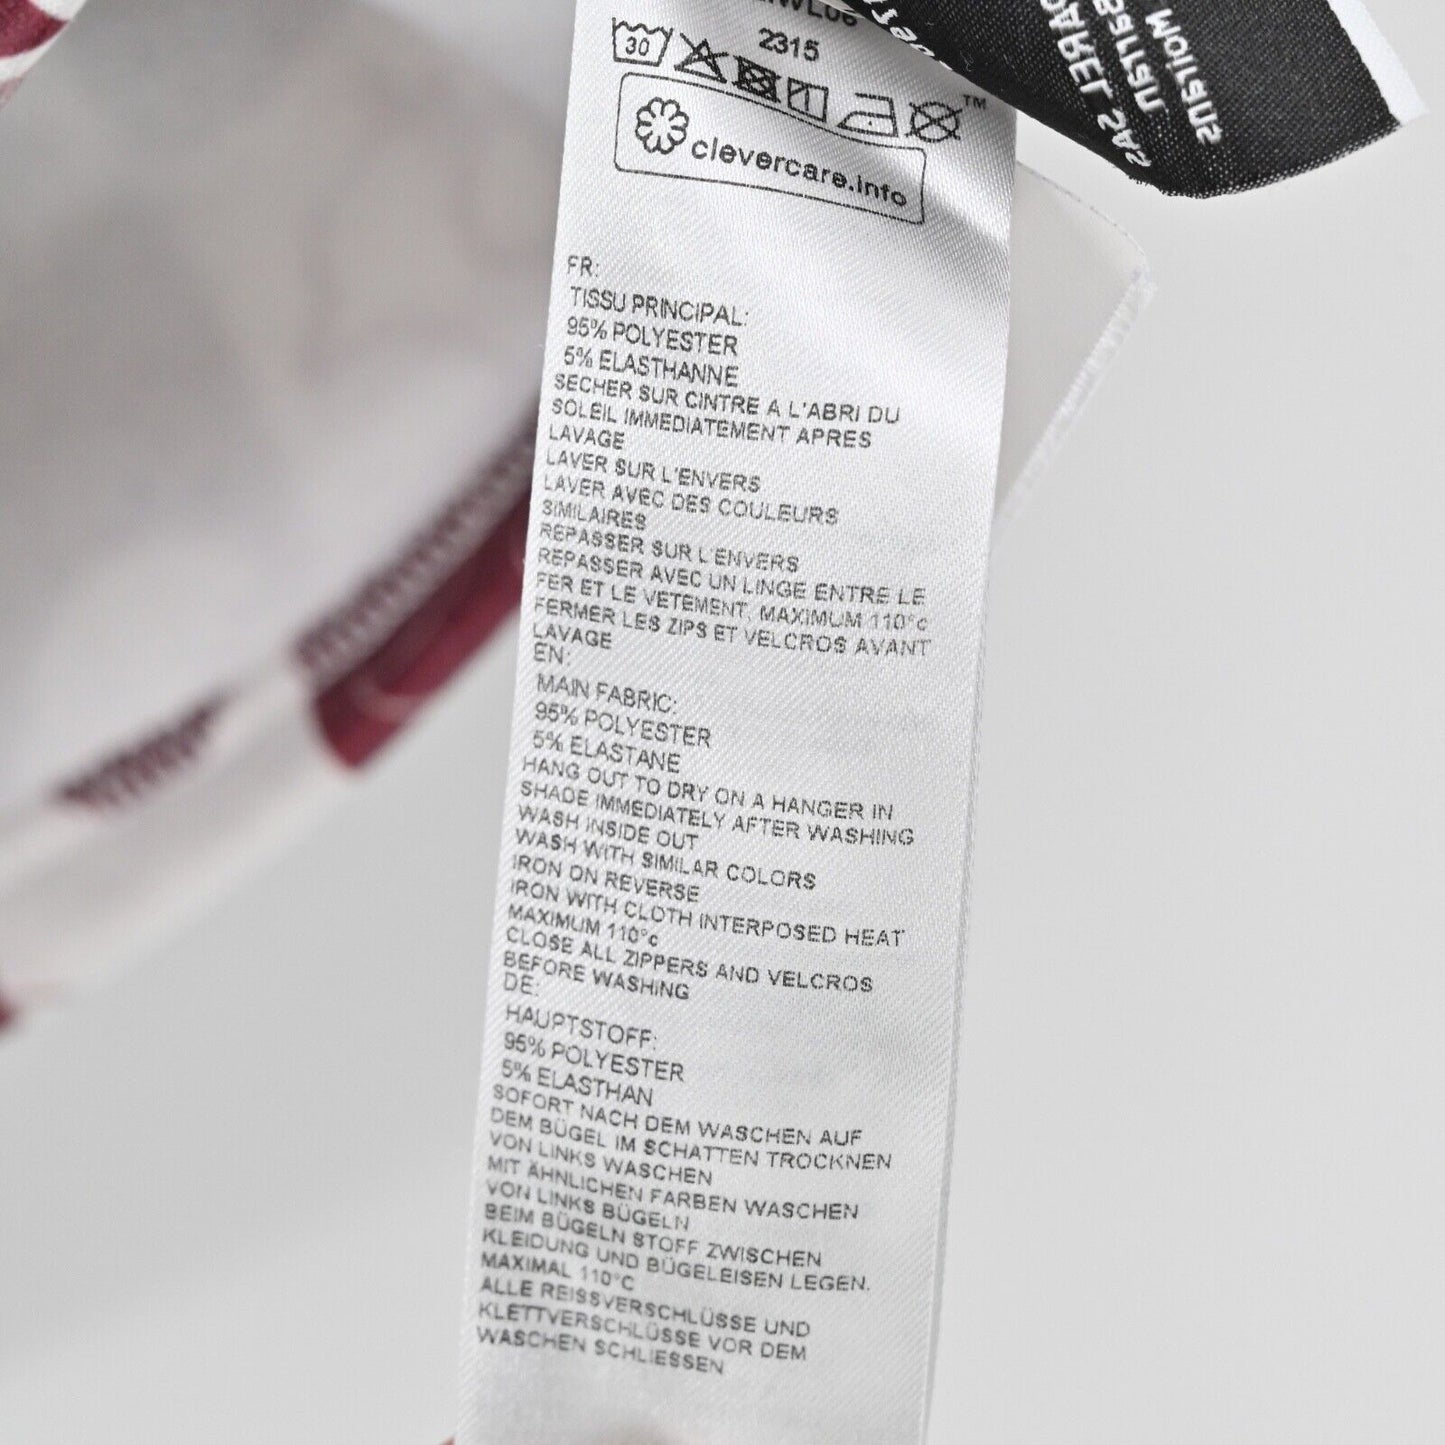 2315
30
TM
clevercare.info
FR:
TISSU PRINCIPAL:
95% POLYESTER
5% ELASTHANNE
SECHER SUR CINTRE A L'ABRI DU
SOLEIL IMMEDIATEMENT APRES
LAVAGE
LAVER SUR L'ENVERS
LAVER AVEC DES COULEURS
SIMILAIRES
REPASSER SUR L'ENVERS
REPASSER AVEC UN LINGE ENTRE LE
FER ET LE VETEMENT, MAXIMUM 110°c
FERMER LES ZIPS ET VELCROS AVANT
LAVAGE
EN:
MAIN FABRIC:
95% POLYESTER
5% ELASTANE
HANG OUT TO DRY ON A HANGER IN
SHADE IMMEDIATELY AFTER WASHING
WASH INSIDE OUT
WASH WITH SIMILAR COLORS
IRON ON REVERSE
IRON WITH CLOTH INTERPOSED HEAT
MAXIMUM 110°c
CLOSE ALL ZIPPERS AND VELCROS
BEFORE WASHING
DE:
HAUPTSTOFF:
95% POLYESTER
5% ELASTHAN
SOFORT NACH DEM WASCHEN AUF
DEM BÜGEL IM SCHATTEN TROCKNEN
VON LINKS WASCHEN
MIT ÄHNLICHEN FARBEN WASCHEN
VON LINKS BÜGELN
BEIM BÜGELN STOFF ZWISCHEN
KLEIDUNG UND BÜGELEISEN LEGEN.
MAXIMAL 110°C
ALLE REISSVERSCHLÜSSE UND
KLETTVERSCHLÜSSE VOR DEM
WASCHEN SCHLIESSEN